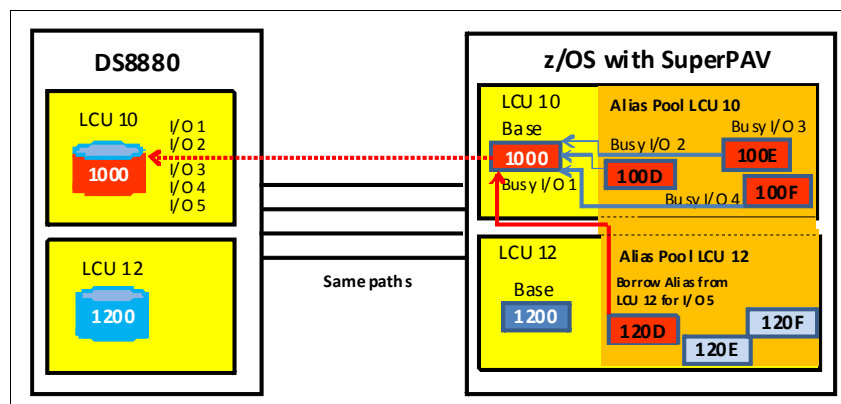 DS8880
LCU 10
I/O 1
I/O 2
I/O 3
I/O 4
I/O 5
1000
LCU 12
1200
Same paths
z/OS with SuperPAV
LCU 10
Base
1000
Busy I/O 1
Alias Pool LCU 10
Busy I/O 3
Busy I/O 2
100E
100D
Busy I/O 4
100F
LCU 12
Base
1200
Alias Pool LCU 12
Borrow Alias from
LCU 12 for I/O 5
120D
120E
120F